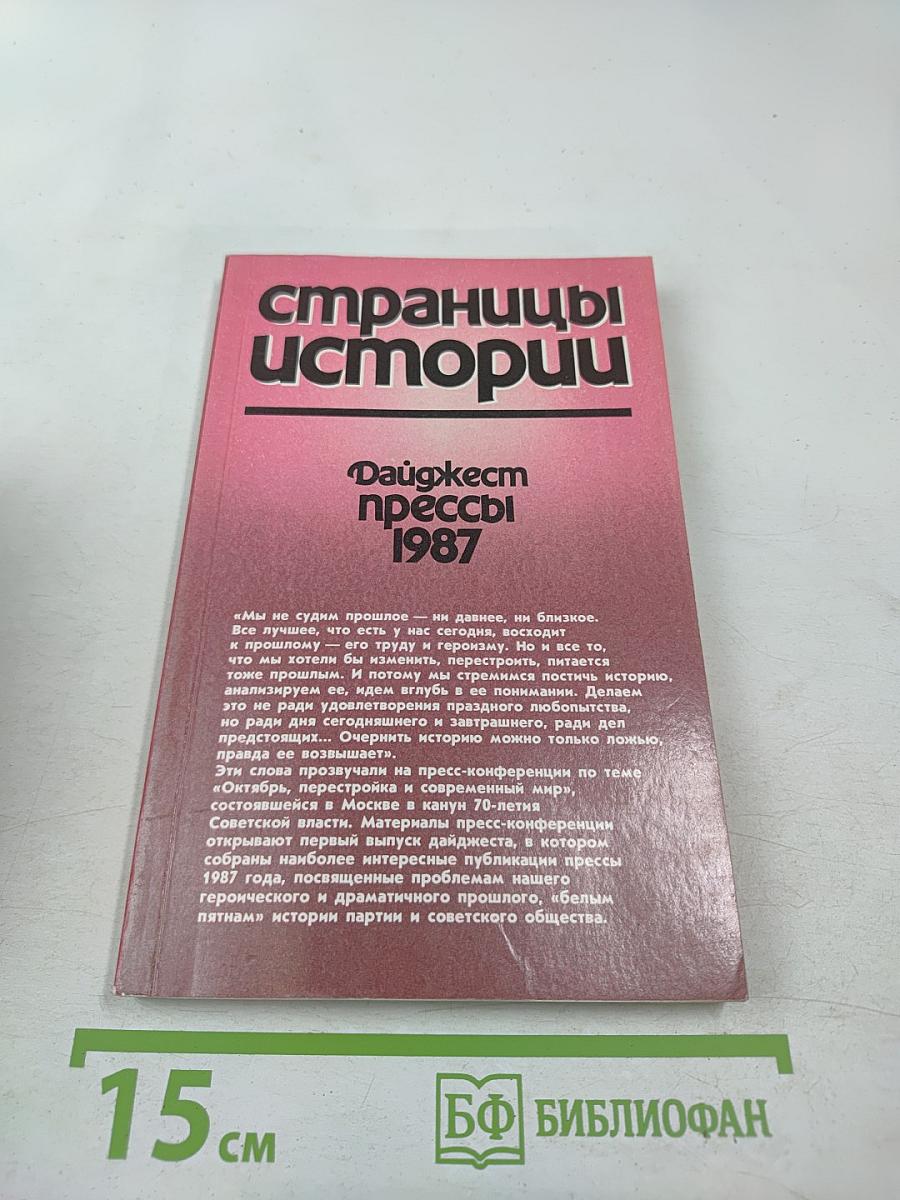 страницы
истории
Дайджест
прессы
1987
«Мы не судим прошлое — ни давнее, ни близкое.
Все лучшее, что есть у нас сегодня, восходит
к прошлому — его труду и героизму. Но и все то,
что мы хотели бы изменить, перестроить, питается
тоже прошлым. И потому мы стремимся постичь историю,
анализируем ее, идем вглубь в ее понимании. Делаем
это не ради удовлетворения праздного любопытства,
но ради дня сегодняшнего и завтрашнего, ради дел
предстоящих... Очернить историю можно только ложью,
правда ее возвышает».
Эти слова прозвучали на пресс-конференции по теме
«Октябрь, перестройка и современный мир»,
состоявшейся в Москве в канун 70-летия
Советской власти. Материалы пресс-конференции
открывают первый выпуск дайджеста, в котором
собраны наиболее интересные публикации прессы
1987 года, посвященные проблемам нашего
героического и драматичного прошлого, «белым
пятнам» истории партии и советского общества.
15 см
БФ БИБЛИОФАН